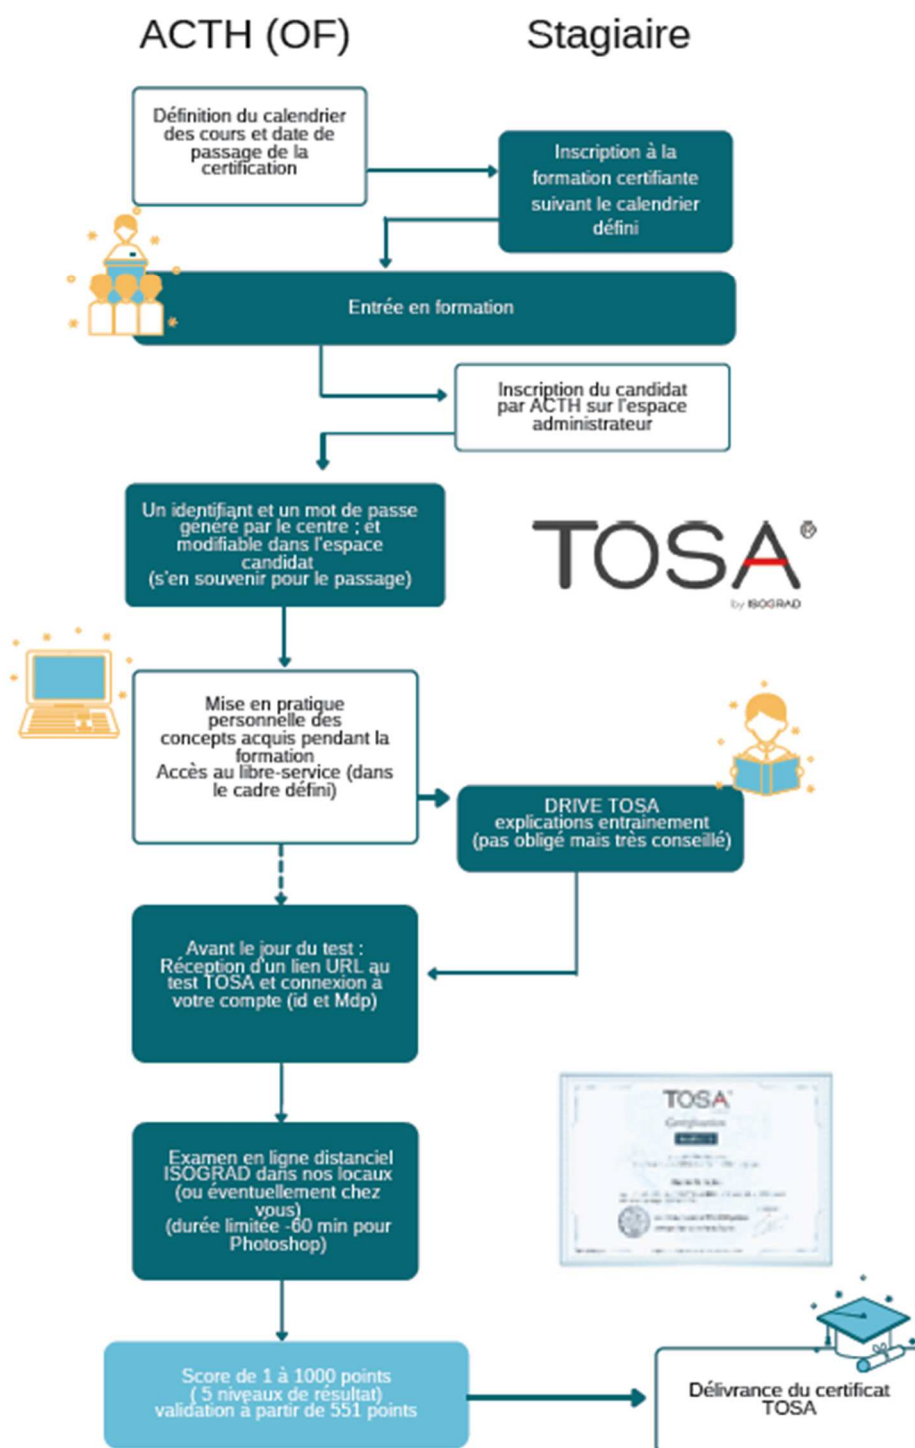 ACTH (OF)
Stagiaire
Définition du calendrier
des cours et date de
passage de la
certification
Inscription à la
formation certifiante
suivant le calendrier
défini
Entrée en formation
Inscription du candidat
par ACTH sur l'espace
administrateur
Un identifiant et un mot de passe
généré par le centre ; et
modifiable dans l'espace
candidat
(s'en souvenir pour le passage)
TOSA®
by ISOGRAD
Mise en pratique
personnelle des
concepts acquis pendant la
formation
Accès au libre-service (dans
le cadre défini)
DRIVE TOSA
explications entrainement
(pas obligé mais très conseillé)
Avant le jour du test :
Réception d'un lien URL au
test TOSA et connexion à
votre compte (id et Mdp)
TOSA
Certification
Examen en ligne distanciel
ISOGRAD dans nos locaux
(ou éventuellement chez
vous)
(durée limitée -60 min pour
Photoshop)
Score de 1 à 1000 points
( 5 niveaux de résultat)
validation à partir de 551 points
Délivrance du certificat
TOSA